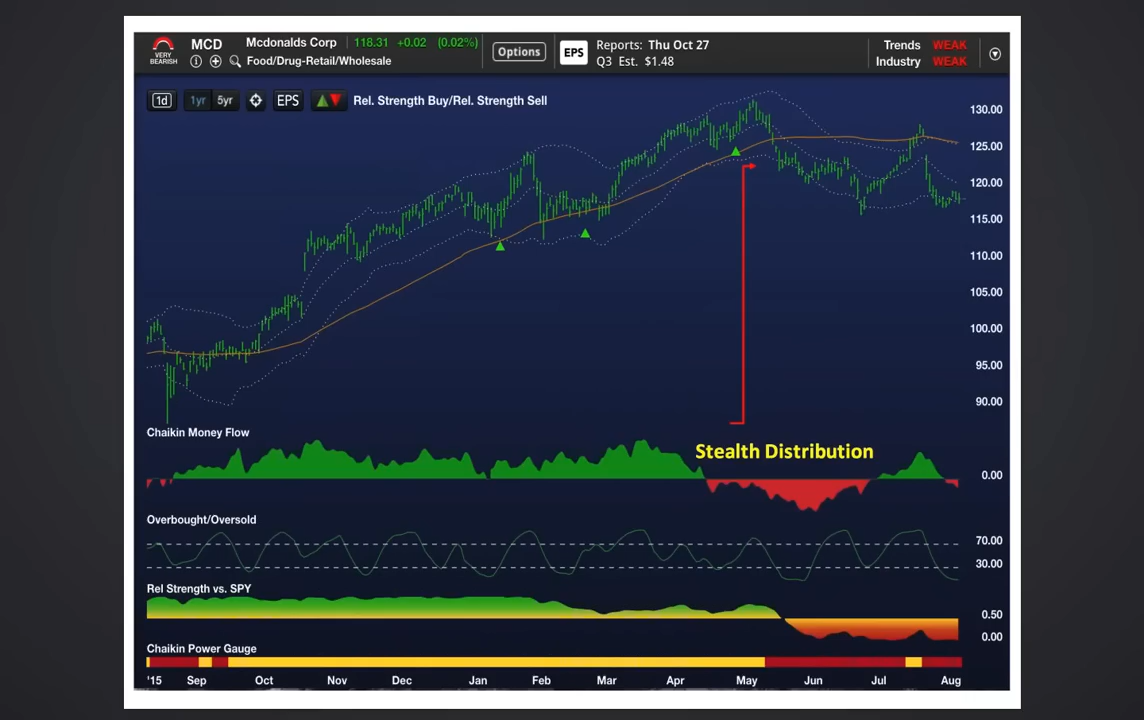 VERY
BEARISH
MCD
Mcdonalds Corp 118.31 +0.02 (0.02%)
Food/Drug-Retail/Wholesale
Options
EPS
Reports: Thu Oct 27
Q3 Est. $1.48
Trends WEAK
Industry WEAK
1d 1yr 5yr EPS Rel. Strength Buy/Rel. Strength Sell
130.00
125.00
120.00
115.00
110.00
105.00
100.00
95.00
90.00
Chaikin Money Flow
Stealth Distribution
0.00
Overbought/Oversold
70.00
30.00
Rel Strength vs. SPY
0.50
0.00
Chaikin Power Gauge
'15 Sep Oct Nov Dec Jan Feb Mar Apr May Jun Jul Aug